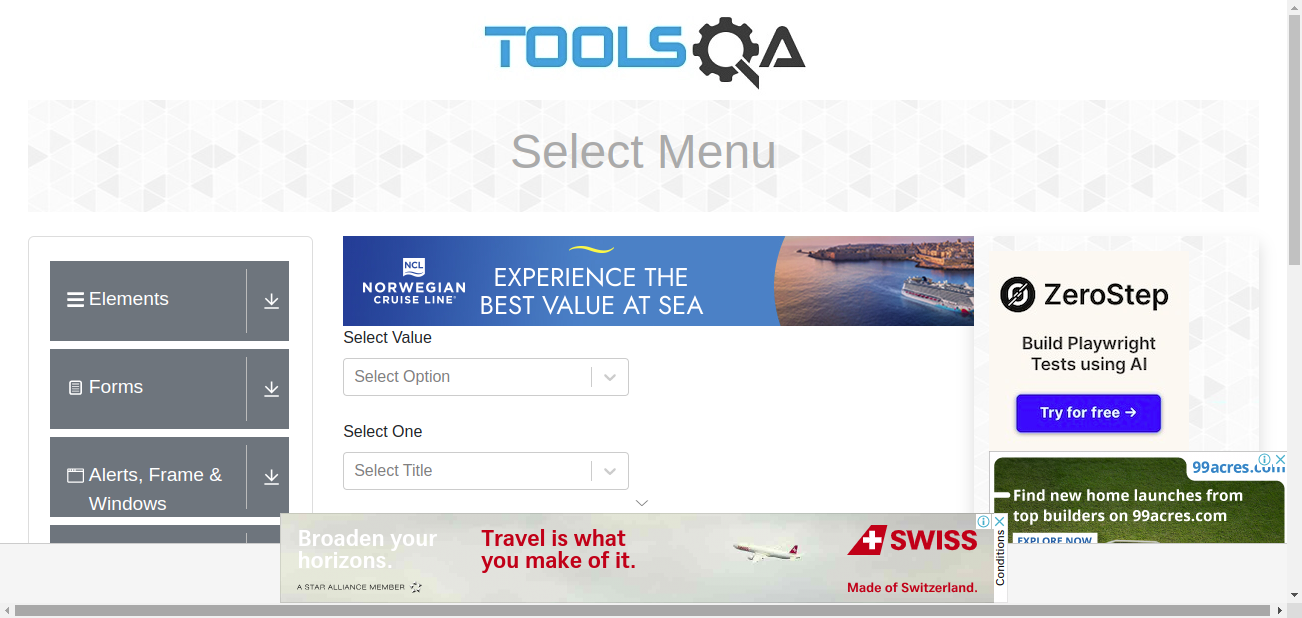 TOOLSQA
Select Menu
Elements
Forms
Alerts, Frame &
Windows
NCL
NORWEGIAN
CRUISE LINE®
EXPERIENCE THE
BEST VALUE AT SEA
Select Value
Select Option
Select One
Select Title
ZeroStep
Build Playwright
Tests using AI
Try for free →
99acres.com
Find new home launches from
top builders on 99acres.com
EXPLORE NOW
Broaden your
horizons.
A STAR ALLIANCE MEMBER
Travel is what
you make of it.
SWISS
Made of Switzerland.
Conditions